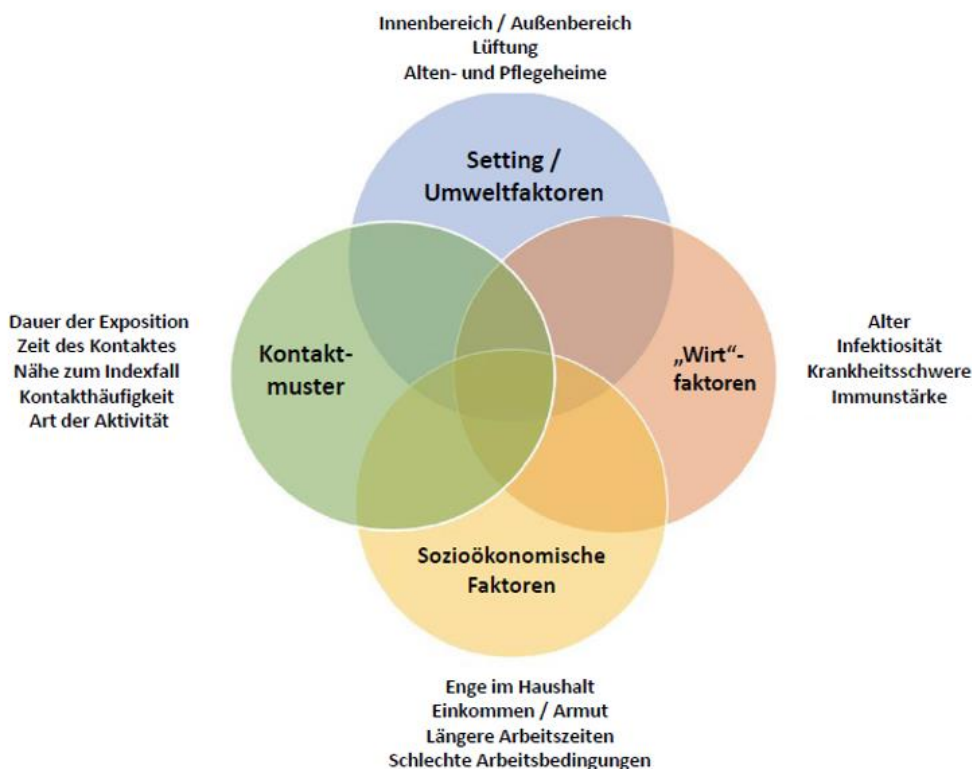 Innenbereich / Außenbereich
Lüftung
Alten- und Pflegeheime
Setting /
Umweltfaktoren
Dauer der Exposition
Zeit des Kontaktes
Nähe zum Indexfall
Kontakthäufigkeit
Art der Aktivität
Kontakt-
muster
„Wirt“-
faktoren
Alter
Infektiosität
Krankheitsschwere
Immunstärke
Sozioökonomische
Faktoren
Enge im Haushalt
Einkommen / Armut
Längere Arbeitszeiten
Schlechte Arbeitsbedingungen